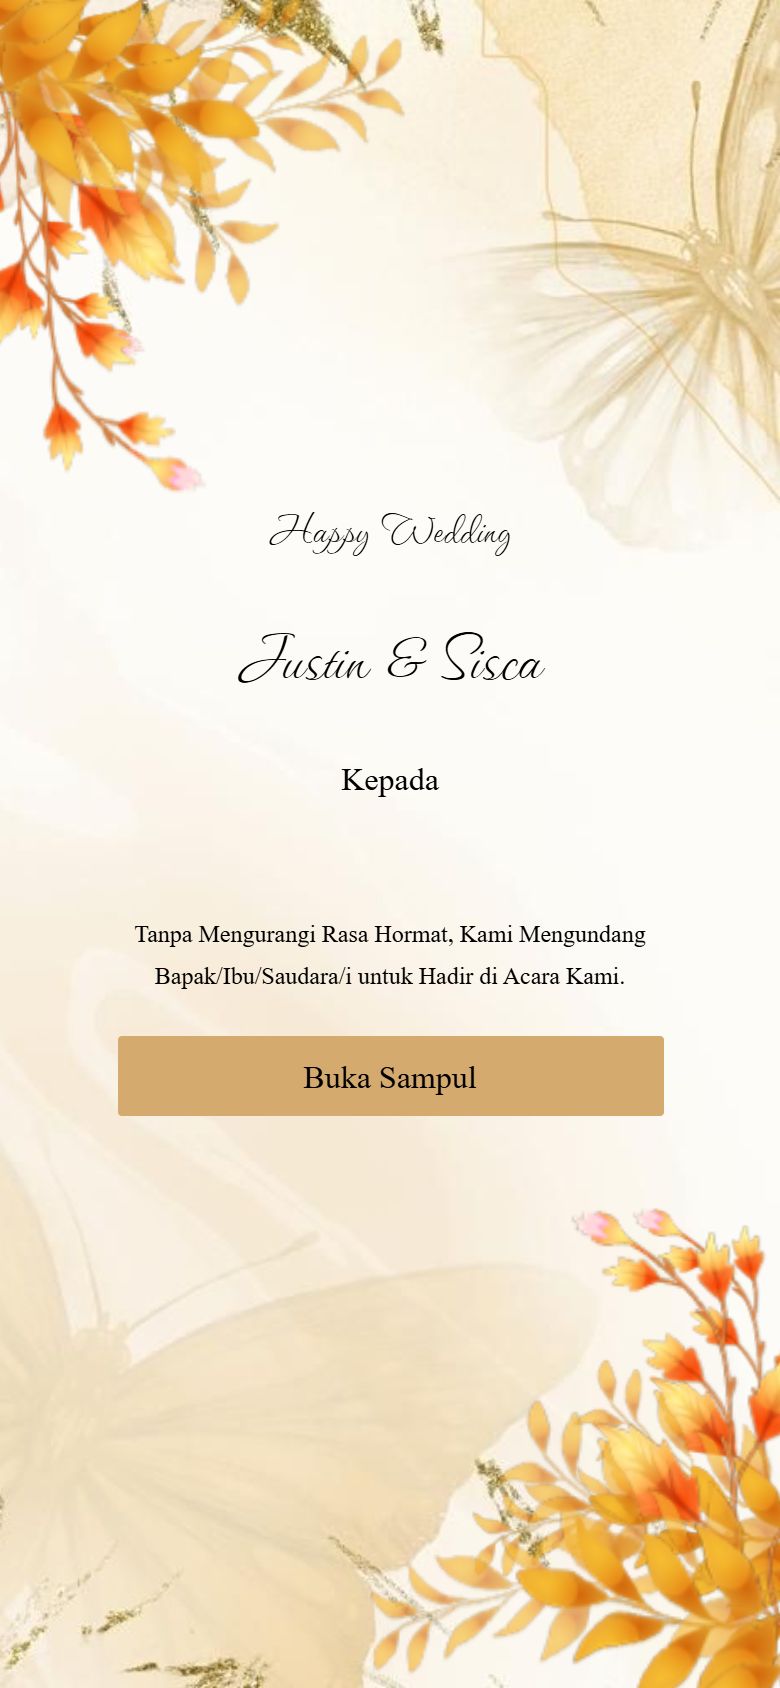 Happy Wedding
Justin & Sisca
Kepada
Tanpa Mengurangi Rasa Hormat, Kami Mengundang
Bapak/Ibu/Saudara/i untuk Hadir di Acara Kami.
Buka Sampul